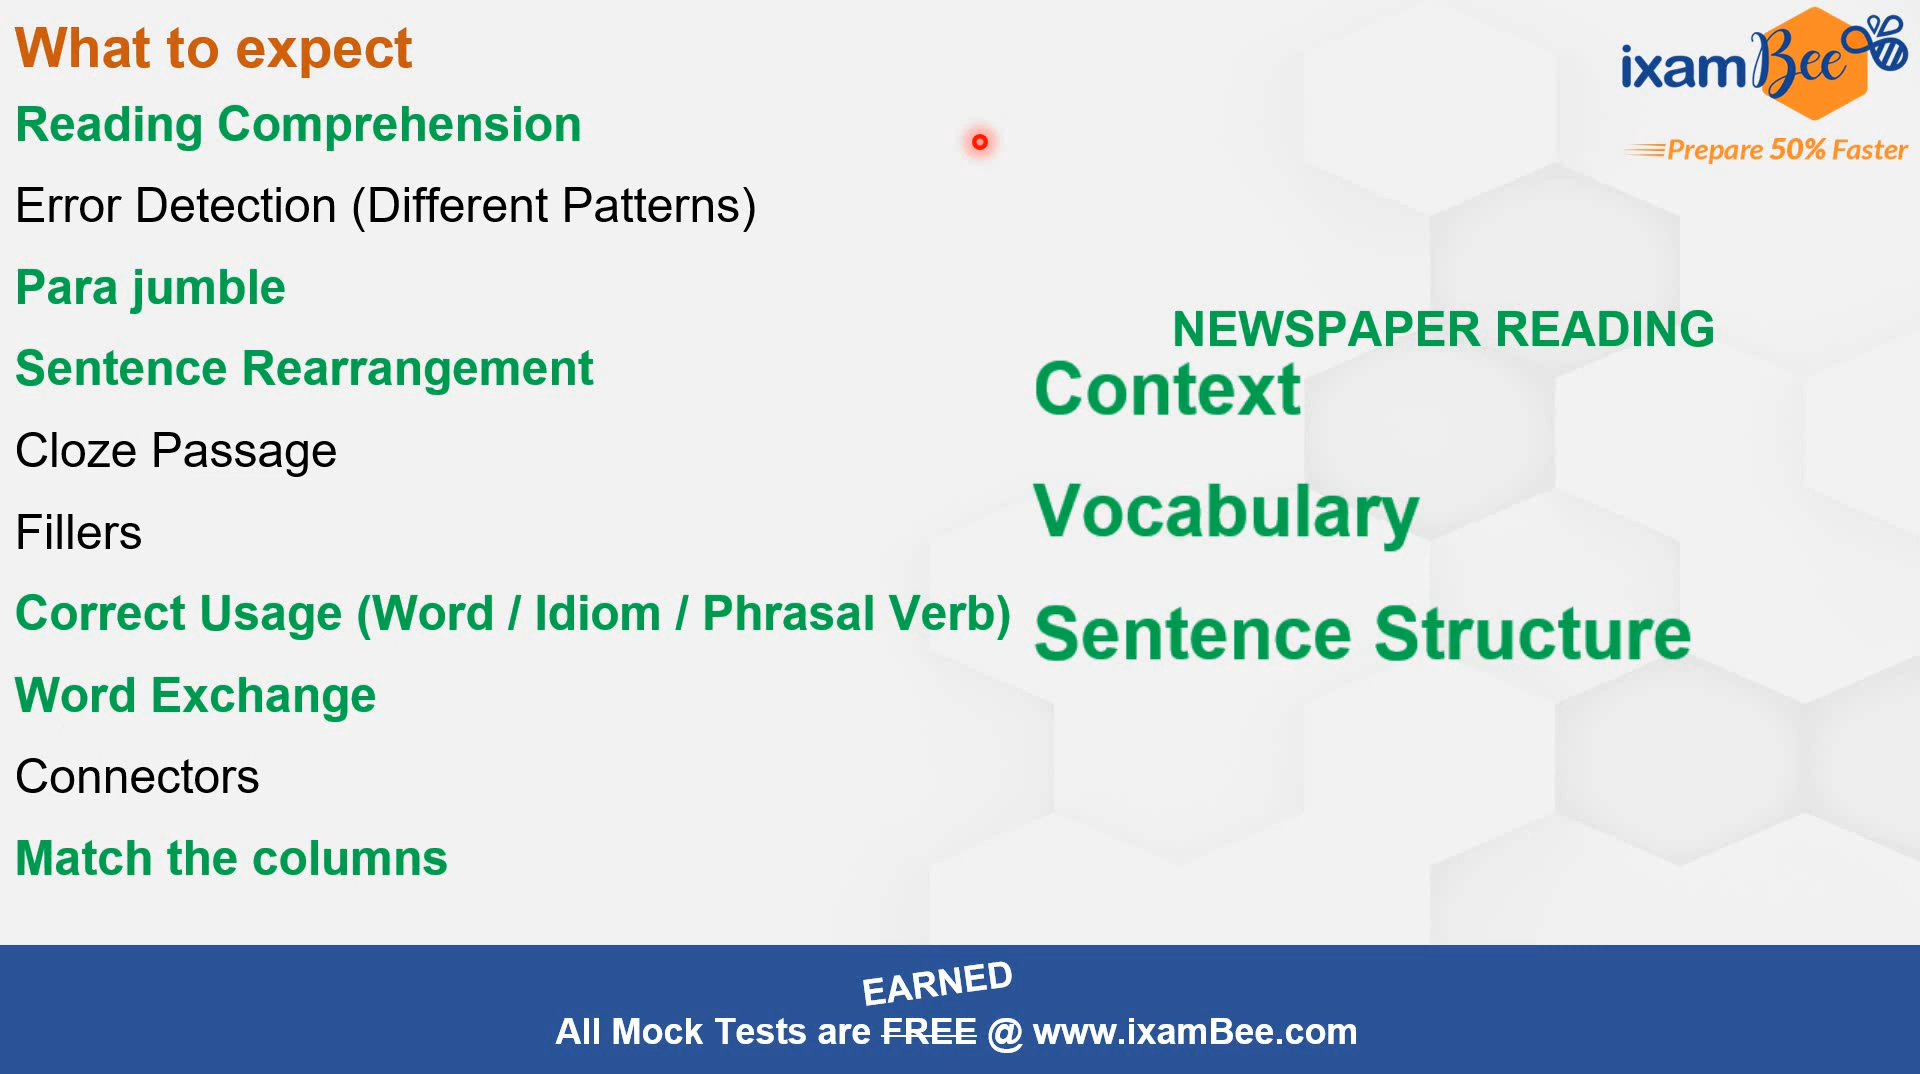 What to expect
Reading Comprehension
Error Detection (Different Patterns)
Para jumble
Sentence Rearrangement
Cloze Passage
Fillers
Correct Usage (Word / Idiom / Phrasal Verb)
Word Exchange
Connectors
Match the columns
ixamBee
Prepare 50% Faster
NEWSPAPER READING
Context
Vocabulary
Sentence Structure
EARNED
All Mock Tests are FREE @ www.ixamBee.com